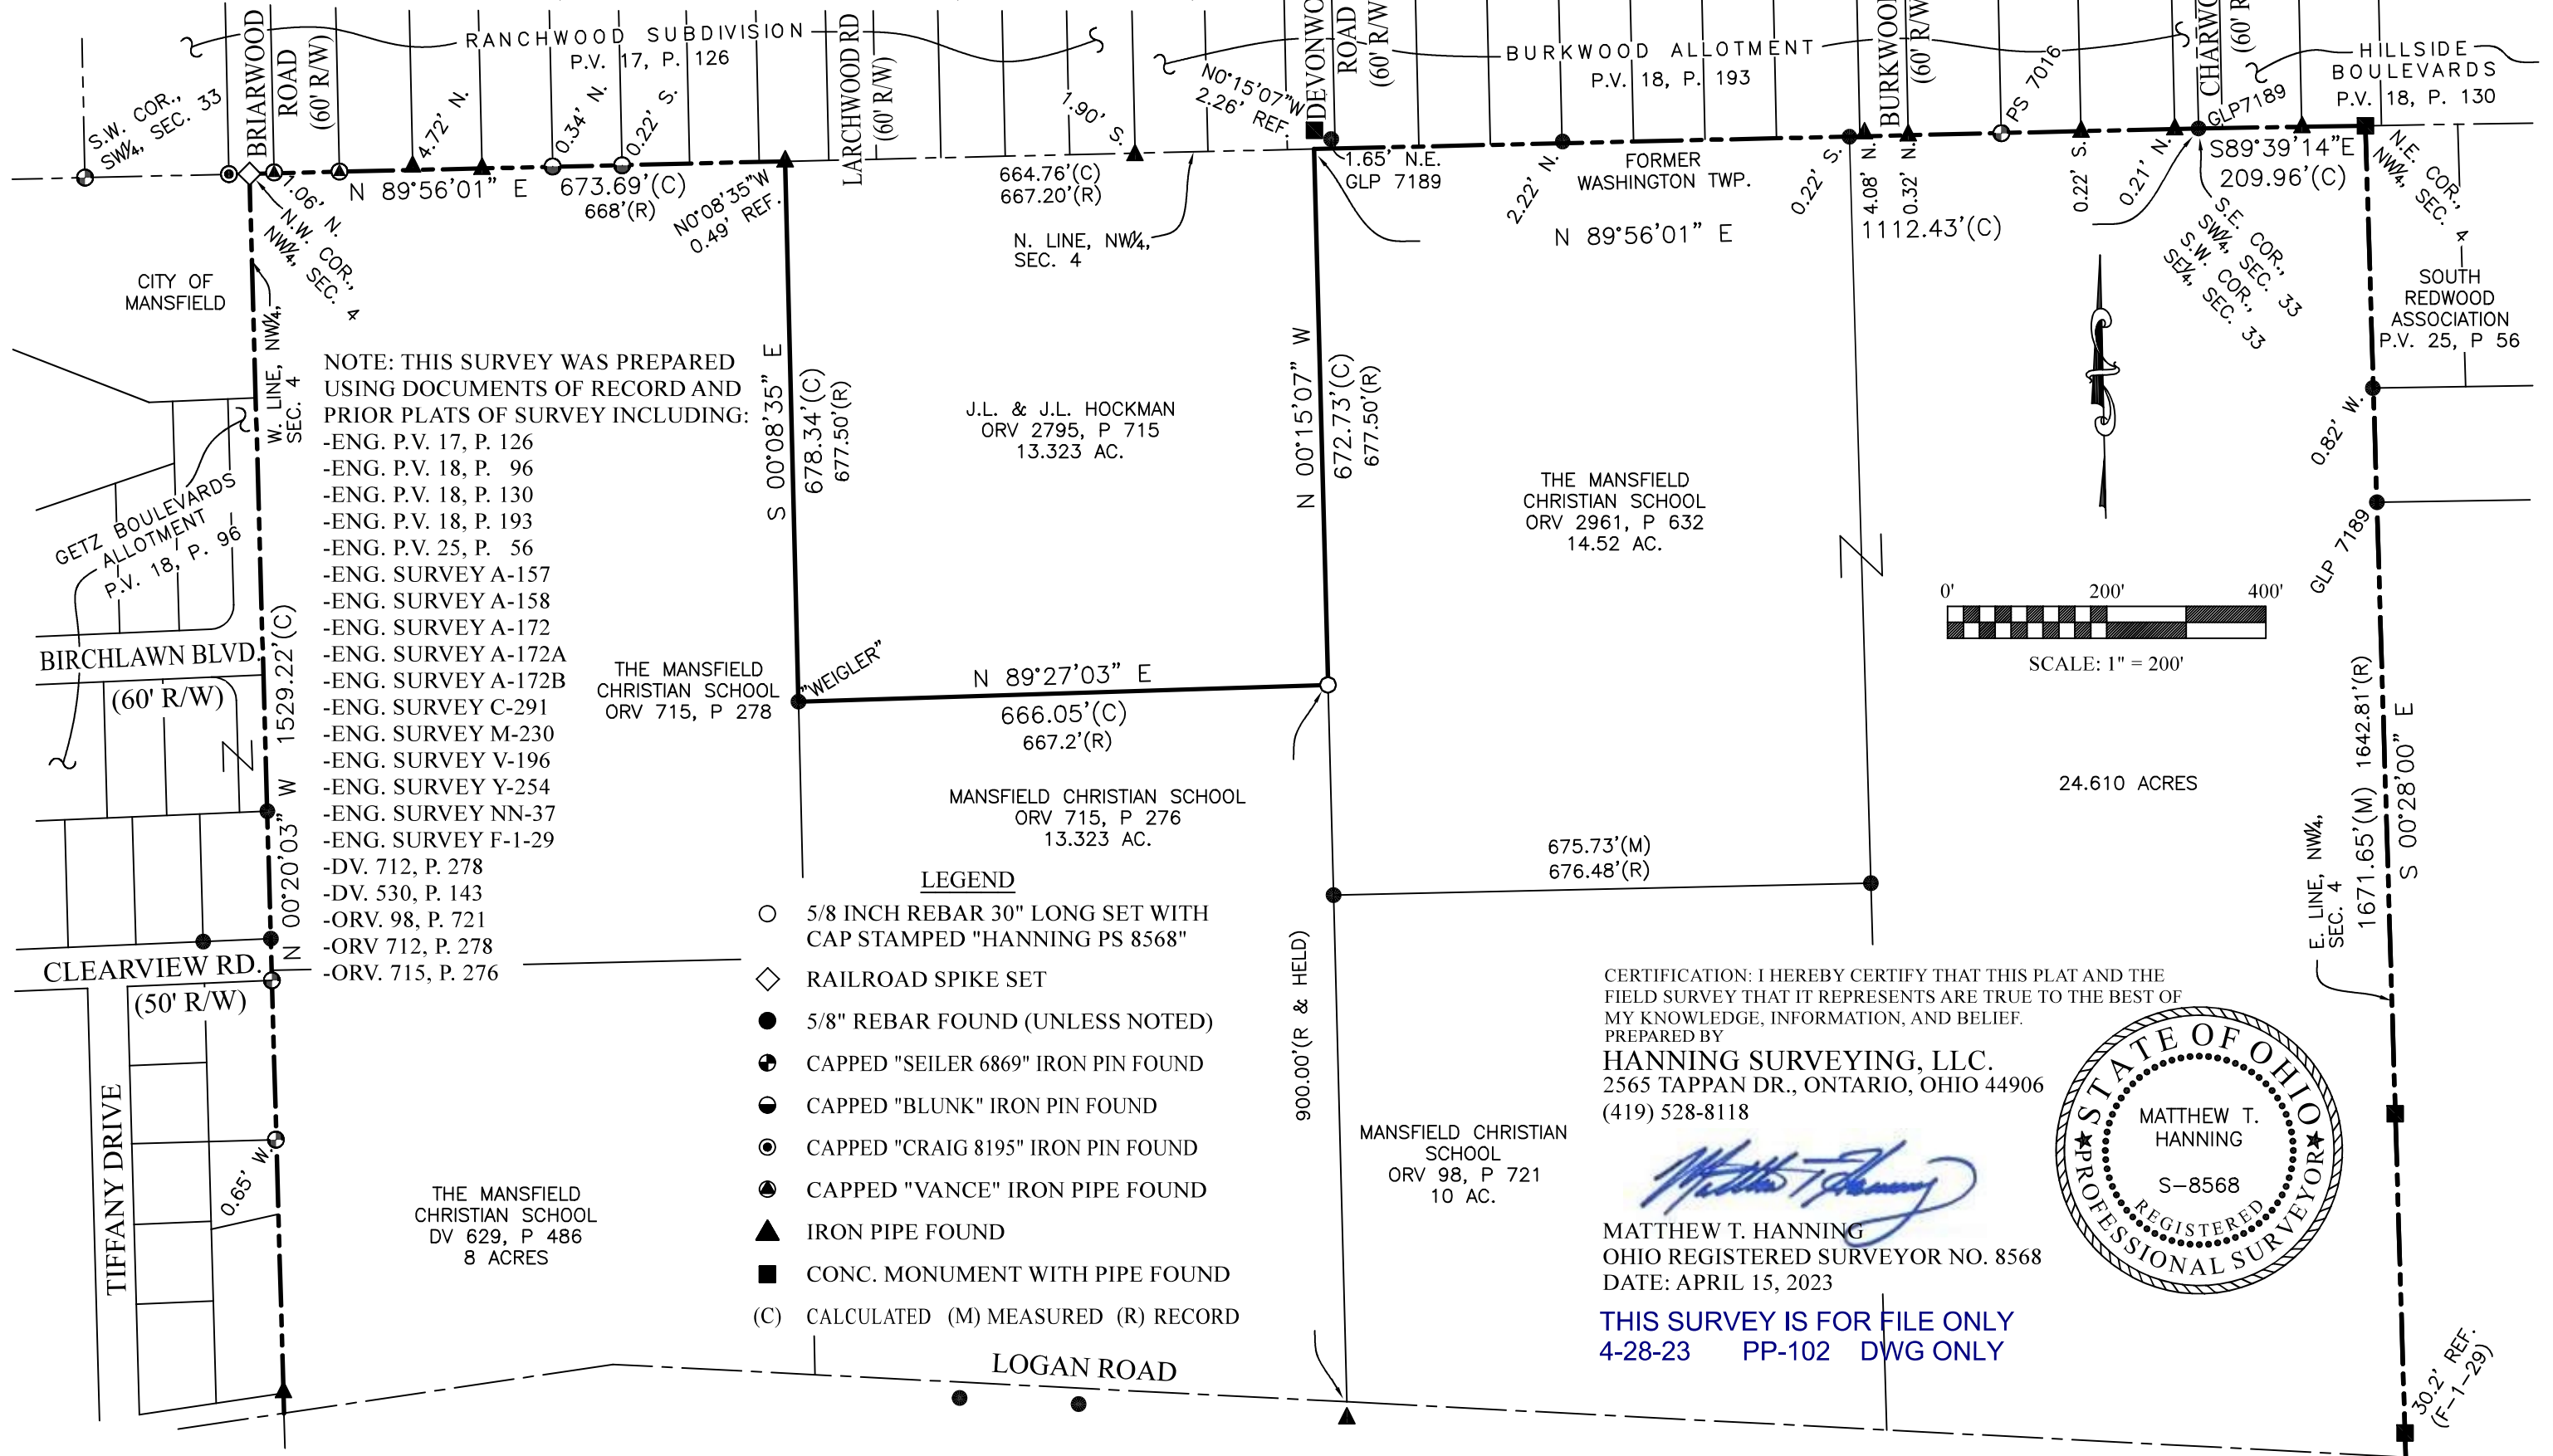 RANCHWOOD SUBDIVISION
P.V. 17, P. 126
BURKWOOD ALLOTMENT
P.V. 18, P. 193
HILLSIDE
BOULEVARDS
P.V. 18, P. 130
BRIARWOOD
ROAD
(60' R/W)
LARCHWOOD RD
(60' R/W)
ROAD
(60' R/W)
(60' R/W)
S.W. COR.,
SW¼, SEC. 33
4.72' N.
0.34' N.
0.22' S.
1.90' S.
N0°15'07"W
2.26' REF.
PS 7016
GLP7189
1.06' N.
N.W. COR.,
NW¼, SEC. 4
N 89°56'01" E 673.69'(C)
668'(R)
N0°08'35"W
0.49' REF.
664.76'(C)
667.20'(R)
N. LINE, NW¼,
SEC. 4
1.65' N.E.
GLP 7189
2.22' N.
FORMER
WASHINGTON TWP.
N 89°56'01" E 1112.43'(C)
0.22' S.
4.08' N.
0.32' N.
0.22' S.
0.21' N.
S89°39'14"E
209.96'(C)
S.E. COR.,
SW¼, SEC. 33
S.W. COR.,
SE¼, SEC. 33
N.E. COR.,
NW¼, SEC. 4
SOUTH
REDWOOD
ASSOCIATION
P.V. 25, P 56
CITY OF
MANSFIELD
W. LINE, NW¼,
SEC. 4
NOTE: THIS SURVEY WAS PREPARED
USING DOCUMENTS OF RECORD AND
PRIOR PLATS OF SURVEY INCLUDING:
-ENG. P.V. 17, P. 126
-ENG. P.V. 18, P. 96
-ENG. P.V. 18, P. 130
-ENG. P.V. 18, P. 193
-ENG. P.V. 25, P. 56
-ENG. SURVEY A-157
-ENG. SURVEY A-158
-ENG. SURVEY A-172
-ENG. SURVEY A-172A
-ENG. SURVEY A-172B
-ENG. SURVEY C-291
-ENG. SURVEY M-230
-ENG. SURVEY V-196
-ENG. SURVEY Y-254
-ENG. SURVEY NN-37
-ENG. SURVEY F-1-29
-DV. 712, P. 278
-DV. 530, P. 143
-ORV. 98, P. 721
-ORV 712, P. 278
-ORV. 715, P. 276
GETZ BOULEVARDS
ALLOTMENT
P.V. 18, P. 96
BIRCHLAWN BLVD.
(60' R/W)
N 00°20'03" W 1529.22'(C)
CLEARVIEW RD.
(50' R/W)
TIFFANY DRIVE
0.65' W.
S 00°08'35" E
678.34'(C)
677.50'(R)
J.L. & J.L. HOCKMAN
ORV 2795, P 715
13.323 AC.
N 00°15'07" W
672.73'(C)
677.50'(R)
THE MANSFIELD
CHRISTIAN SCHOOL
ORV 2961, P 632
14.52 AC.
0.82' W.
GLP 7189
0' 200' 400'
SCALE: 1" = 200'
THE MANSFIELD
CHRISTIAN SCHOOL
ORV 715, P 278
"WEIGLER"
N 89°27'03" E
666.05'(C)
667.2'(R)
MANSFIELD CHRISTIAN SCHOOL
ORV 715, P 276
13.323 AC.
24.610 ACRES
1671.65'(M) 1642.81'(R)
S 00°28'00" E
E. LINE, NW¼,
SEC. 4
675.73'(M)
676.48'(R)
900.00'(R & HELD)
LEGEND
5/8 INCH REBAR 30" LONG SET WITH
CAP STAMPED "HANNING PS 8568"
RAILROAD SPIKE SET
5/8" REBAR FOUND (UNLESS NOTED)
CAPPED "SEILER 6869" IRON PIN FOUND
CAPPED "BLUNK" IRON PIN FOUND
CAPPED "CRAIG 8195" IRON PIN FOUND
CAPPED "VANCE" IRON PIPE FOUND
IRON PIPE FOUND
CONC. MONUMENT WITH PIPE FOUND
(C) CALCULATED (M) MEASURED (R) RECORD
THE MANSFIELD
CHRISTIAN SCHOOL
DV 629, P 486
8 ACRES
LOGAN ROAD
MANSFIELD CHRISTIAN
SCHOOL
ORV 98, P 721
10 AC.
CERTIFICATION: I HEREBY CERTIFY THAT THIS PLAT AND THE
FIELD SURVEY THAT IT REPRESENTS ARE TRUE TO THE BEST OF
MY KNOWLEDGE, INFORMATION, AND BELIEF.
PREPARED BY
HANNING SURVEYING, LLC.
2565 TAPPAN DR., ONTARIO, OHIO 44906
(419) 528-8118
Matthew T. Hanning
MATTHEW T. HANNING
OHIO REGISTERED SURVEYOR NO. 8568
DATE: APRIL 15, 2023
THIS SURVEY IS FOR FILE ONLY
4-28-23 PP-102 DWG ONLY
STATE OF OHIO
MATTHEW T.
HANNING
S-8568
REGISTERED
PROFESSIONAL SURVEYOR
30.2' REF.
(F-1-29)